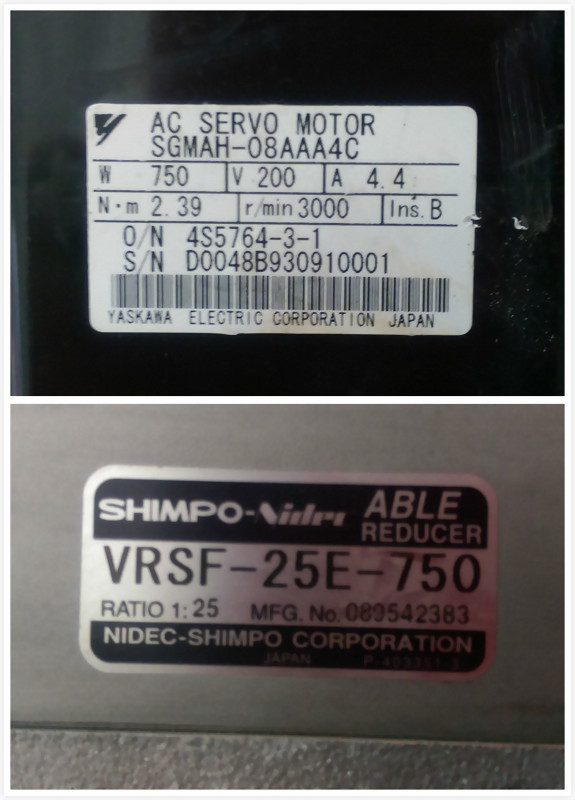 AC SERVO MOTOR
SGMAH-08AAA4C
W 750 V 200 A 4.4
N·m 2.39 r/min 3000 Ins. B
O/N 4S5764-3-1
S/N D0048B930910001
YASKAWA ELECTRIC CORPORATION JAPAN
SHIMPO-Nidec ABLE
REDUCER
VRSF-25E-750
RATIO 1:25 MFG. No. 089542383
NIDEC-SHIMPO CORPORATION
JAPAN P